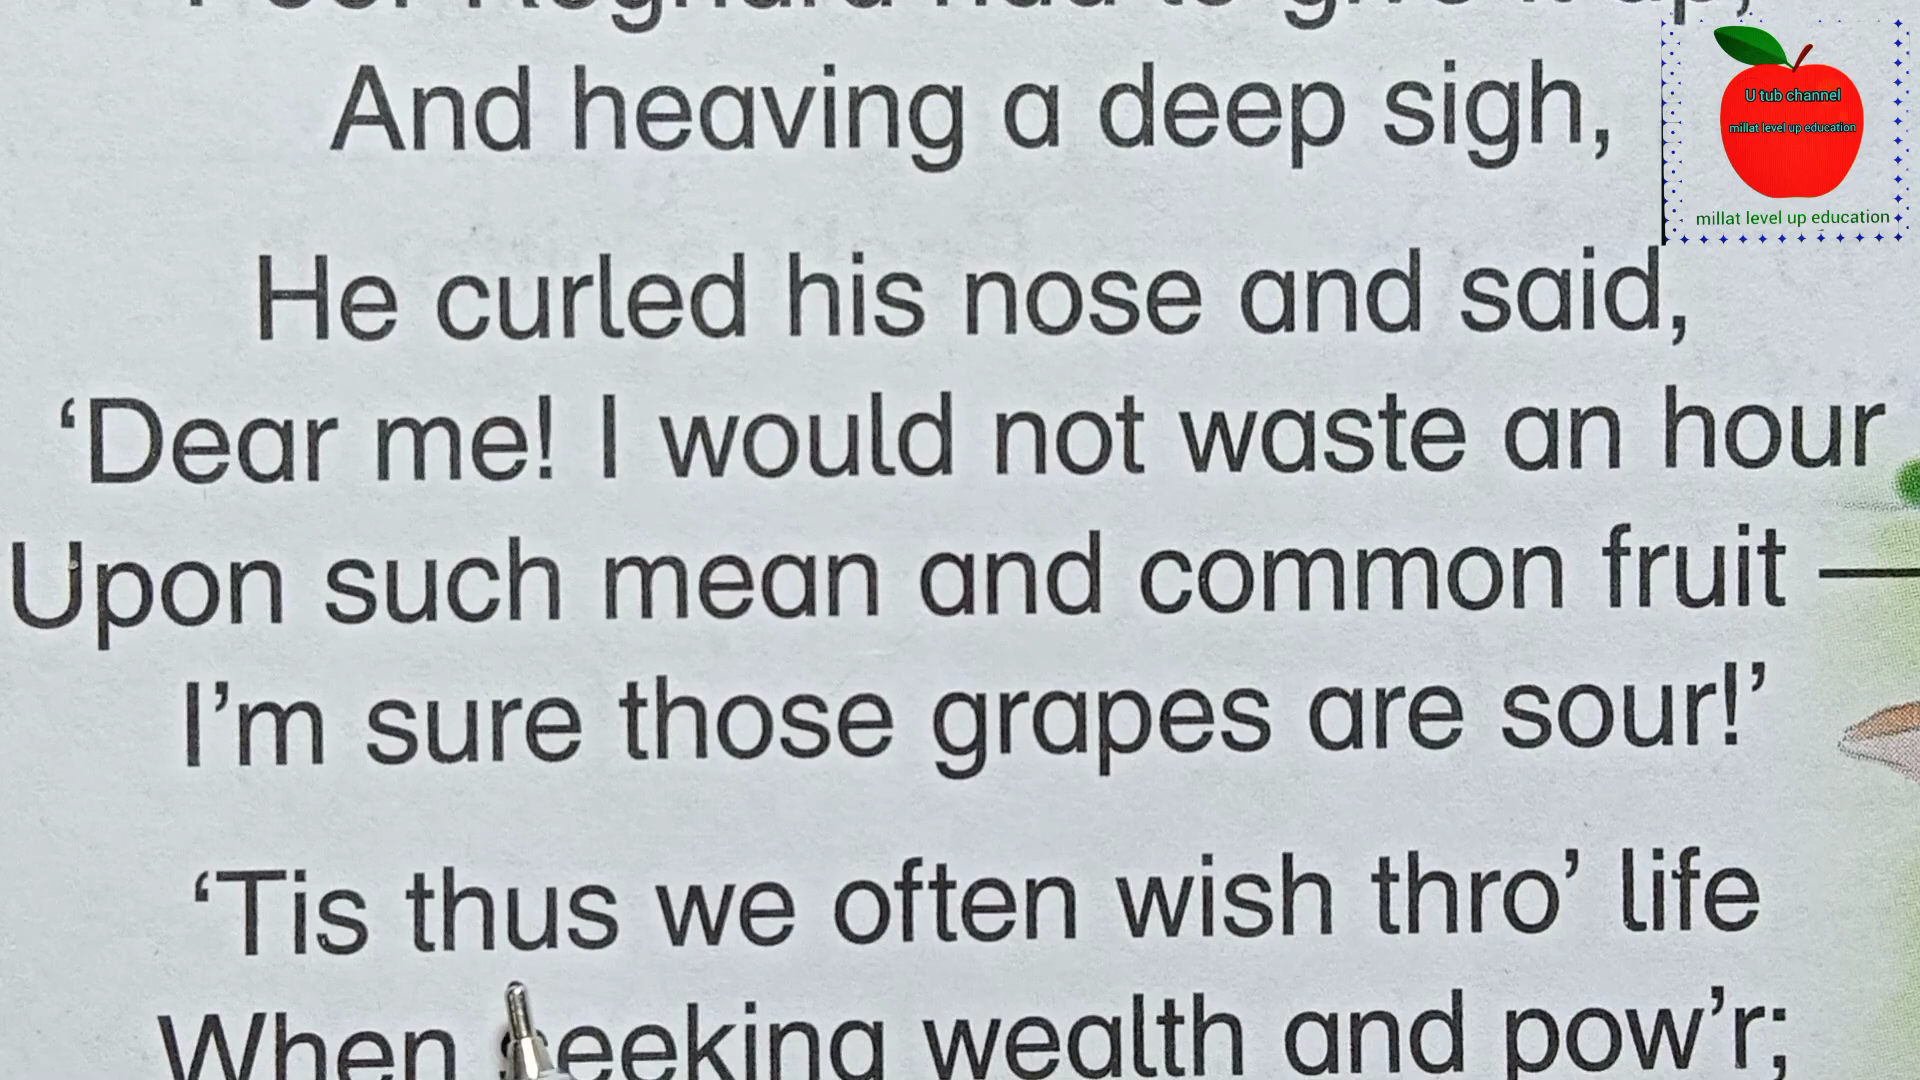 And heaving a deep sigh,
He curled his nose and said,
‘Dear me! I would not waste an hour
Upon such mean and common fruit —
I’m sure those grapes are sour!’
‘Tis thus we often wish thro’ life
When seeking wealth and pow’r;
U tub channel
millat level up education
millat level up education